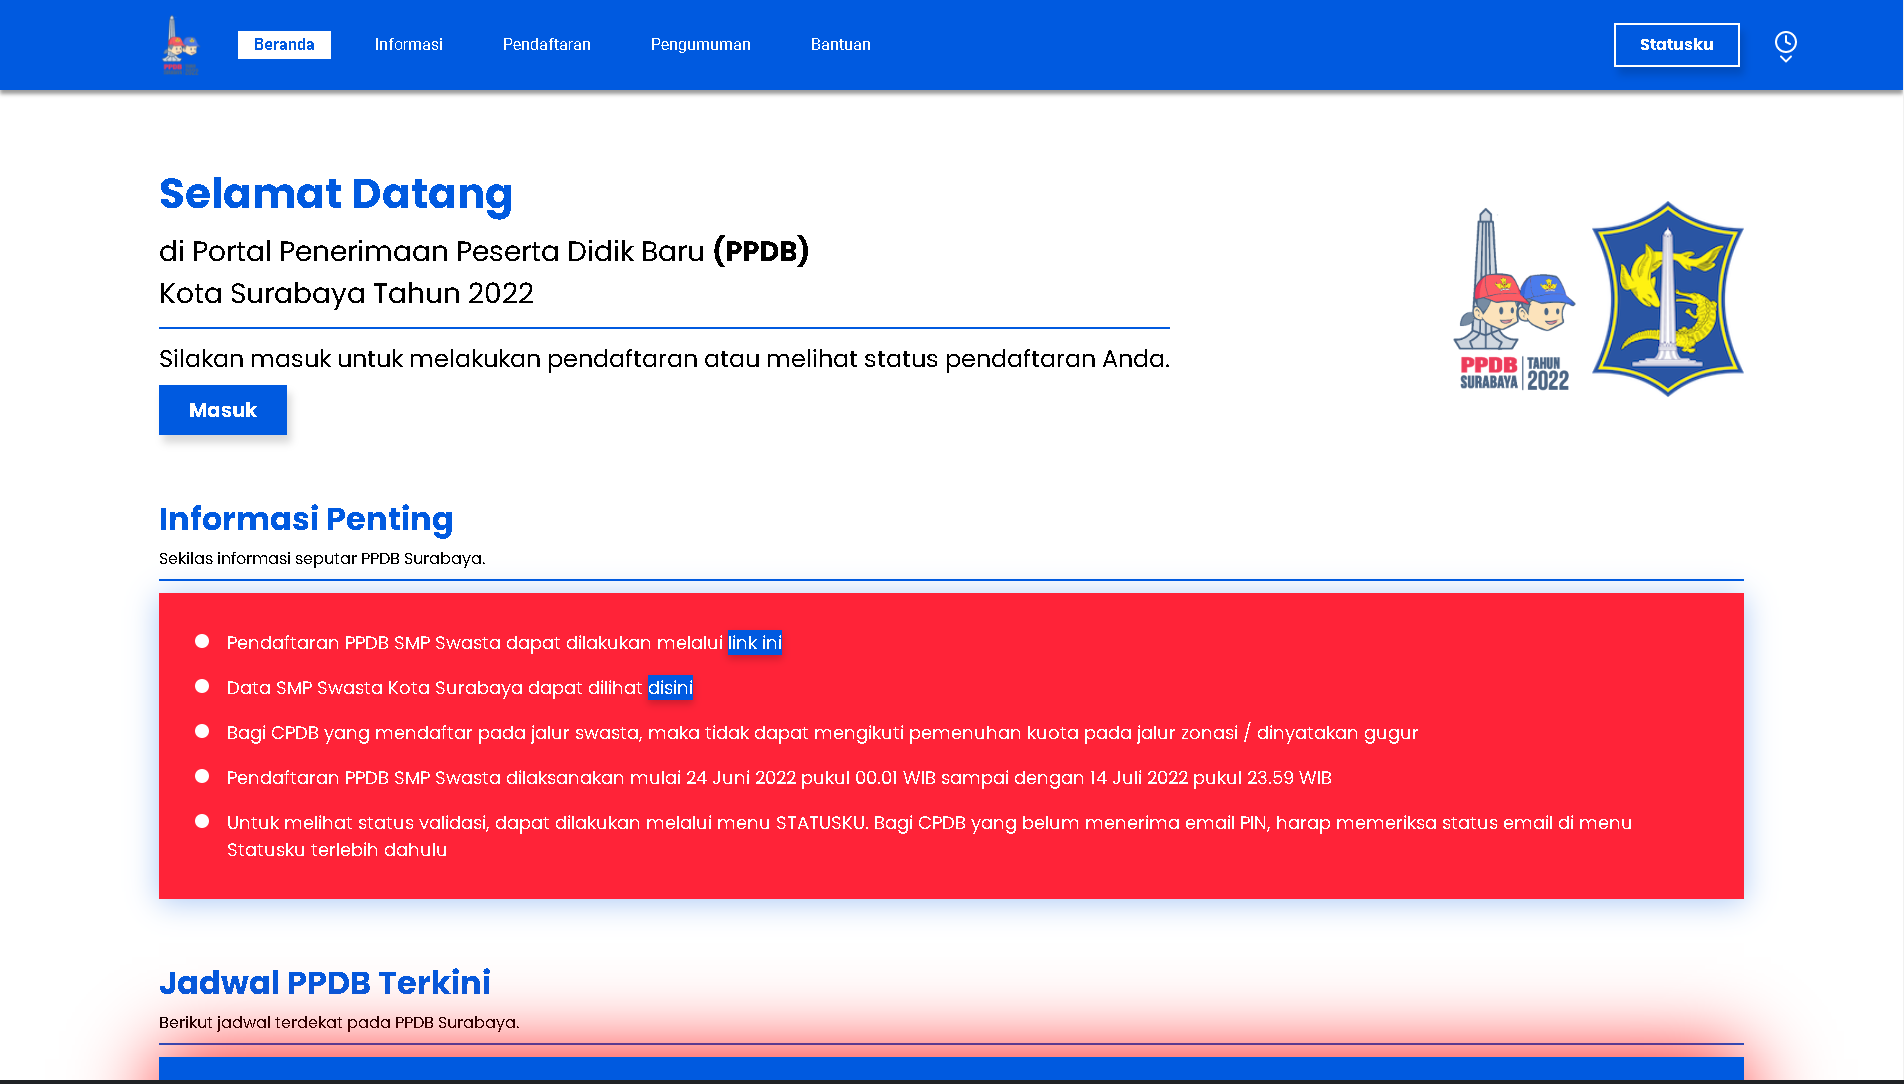 Beranda
Informasi
Pendaftaran
Pengumuman
Bantuan
Statusku
Selamat Datang
di Portal Penerimaan Peserta Didik Baru (PPDB)
Kota Surabaya Tahun 2022
Silakan masuk untuk melakukan pendaftaran atau melihat status pendaftaran Anda.
Masuk
PPDB
SURABAYA
TAHUN
2022
Informasi Penting
Sekilas informasi seputar PPDB Surabaya.
Pendaftaran PPDB SMP Swasta dapat dilakukan melalui link ini
Data SMP Swasta Kota Surabaya dapat dilihat disini
Bagi CPDB yang mendaftar pada jalur swasta, maka tidak dapat mengikuti pemenuhan kuota pada jalur zonasi / dinyatakan gugur
Pendaftaran PPDB SMP Swasta dilaksanakan mulai 24 Juni 2022 pukul 00.01 WIB sampai dengan 14 Juli 2022 pukul 23.59 WIB
Untuk melihat status validasi, dapat dilakukan melalui menu STATUSKU. Bagi CPDB yang belum menerima email PIN, harap memeriksa status email di menu
Statusku terlebih dahulu
Jadwal PPDB Terkini
Berikut jadwal terdekat pada PPDB Surabaya.